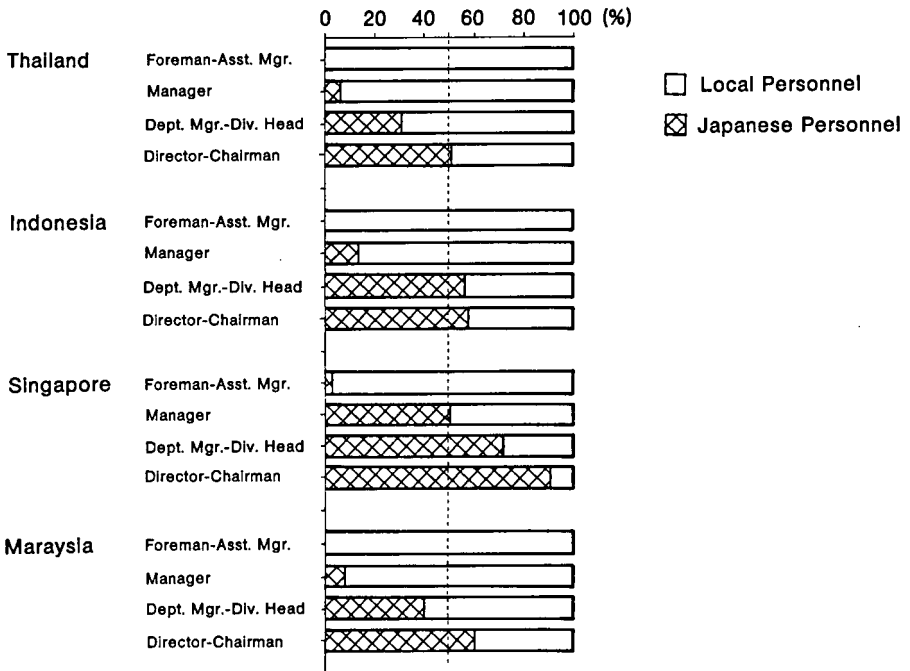 0 20 40 60 80 100 (%)
Thailand Foreman-Asst. Mgr.
Manager
Dept. Mgr.-Div. Head
Director-Chairman
Local Personnel
Japanese Personnel
Indonesia Foreman-Asst. Mgr.
Manager
Dept. Mgr.-Div. Head
Director-Chairman
Singapore Foreman-Asst. Mgr.
Manager
Dept. Mgr.-Div. Head
Director-Chairman
Maraysia Foreman-Asst. Mgr.
Manager
Dept. Mgr.-Div. Head
Director-Chairman